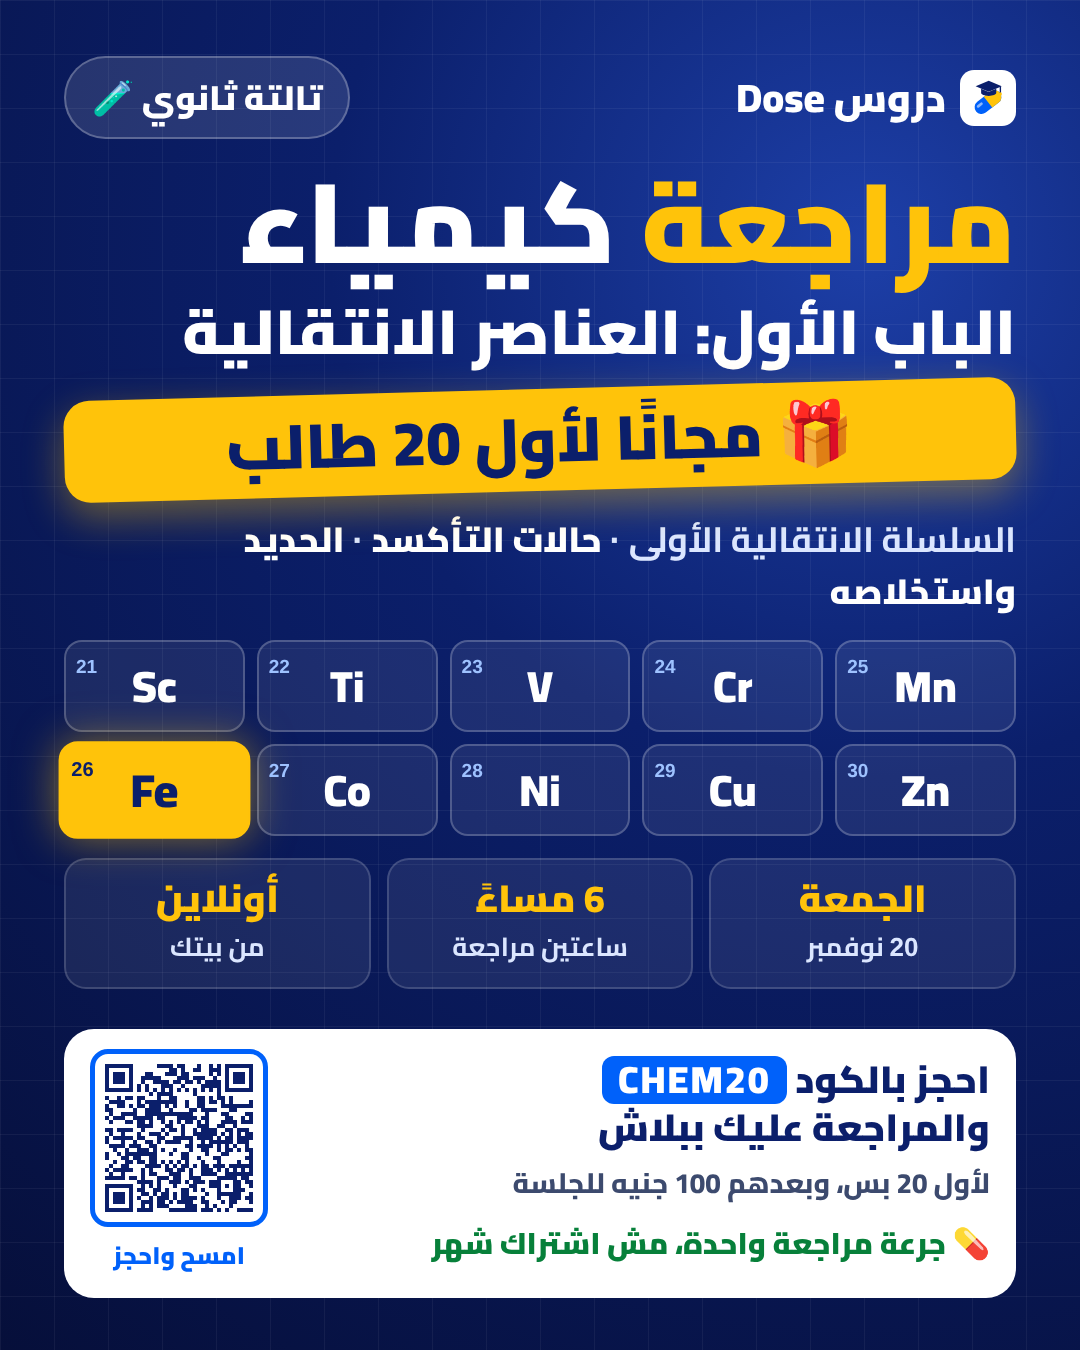 دروس Dose
تالتة ثانوي
مراجعة كيمياء
الباب الأول: العناصر الانتقالية
مجانًا لأول 20 طالب
السلسلة الانتقالية الأولى · حالات التأكسد · الحديد
واستخلاصه
21 Sc 22 Ti 23 V 24 Cr 25 Mn
26 Fe 27 Co 28 Ni 29 Cu 30 Zn
الجمعة
20 نوفمبر
6 مساءً
ساعتين مراجعة
أونلاين
من بيتك
احجز بالكود CHEM20
والمراجعة عليك ببلاش
لأول 20 بس، وبعدهم 100 جنيه للجلسة
جرعة مراجعة واحدة، مش اشتراك شهر
امسح واحجز